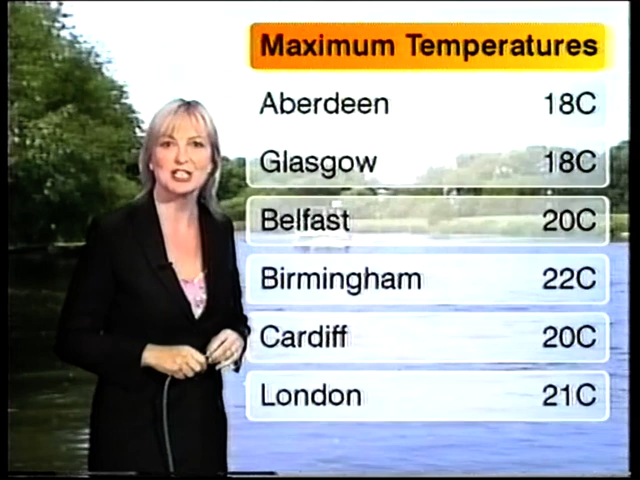 Maximum Temperatures
Aberdeen 18C
Glasgow 18C
Belfast 20C
Birmingham 22C
Cardiff 20C
London 21C